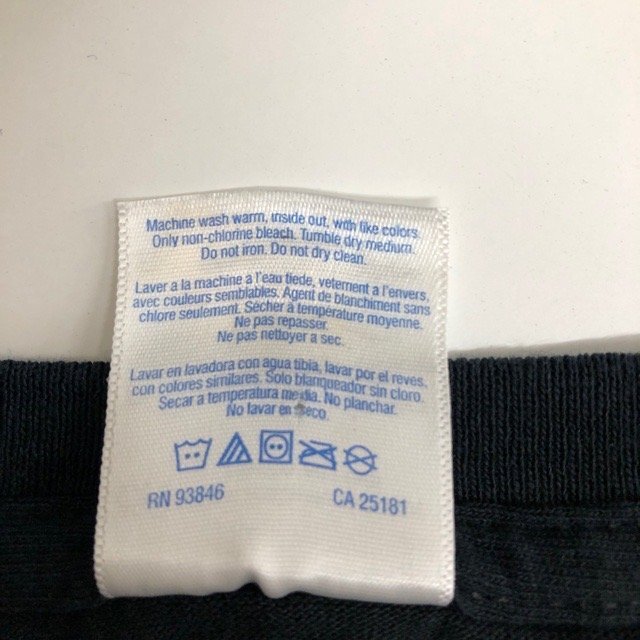 Machine wash warm, inside out, with like colors.
Only non-chlorine bleach. Tumble dry medium.
Do not iron. Do not dry clean.
Laver a la machine à l'eau tiede, vetement a l'envers,
avec couleurs semblables. Agent de blanchiment sans
chlore seulement. Sècher à temperature moyenne.
Ne pas repasser.
Ne pas nettoyer a sec.
Lavar en lavadora con agua tibia, lavar por el reves,
con colores similares. Solo blanqueador sin cloro.
Secar a temperatura media. No planchar.
No lavar en seco.
RN 93846 CA 25181